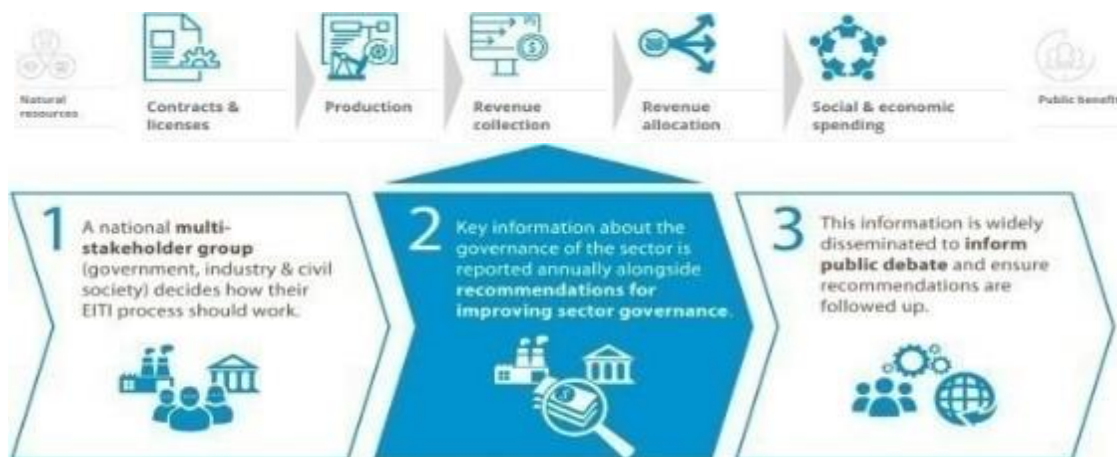 Natural
resources
Contracts &
licenses
Production
Revenue
collection
Revenue
allocation
Social & economic
spending
Public benefit
1
A national multi-
stakeholder group
(government, industry & civil
society) decides how their
EITI process should work.
2
Key information about the
governance of the sector is
reported annually alongside
recommendations for
improving sector governance.
3
This information is widely
disseminated to inform
public debate and ensure
recommendations are
followed up.